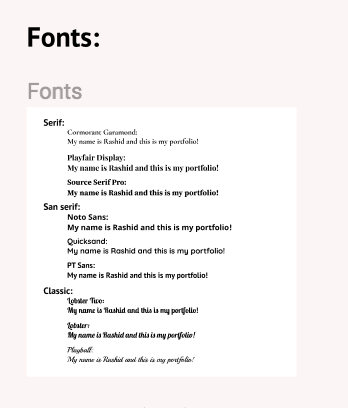 Fonts:
Fonts
Serif:
Cormorant Garamond:
My name is Rashid and this is my portfolio!
Playfair Display:
My name is Rashid and this is my portfolio!
Source Serif Pro:
My name is Rashid and this is my portfolio!
San serif:
Noto Sans:
My name is Rashid and this is my portfolio!
Quicksand:
My name is Rashid and this is my portfolio!
PT Sans:
My name is Rashid and this is my portfolio!
Classic:
Lobster Two:
My name is Rashid and this is my portfolio!
Lobster:
My name is Rashid and this is my portfolio!
Playball:
My name is Rashid and this is my portfolio!